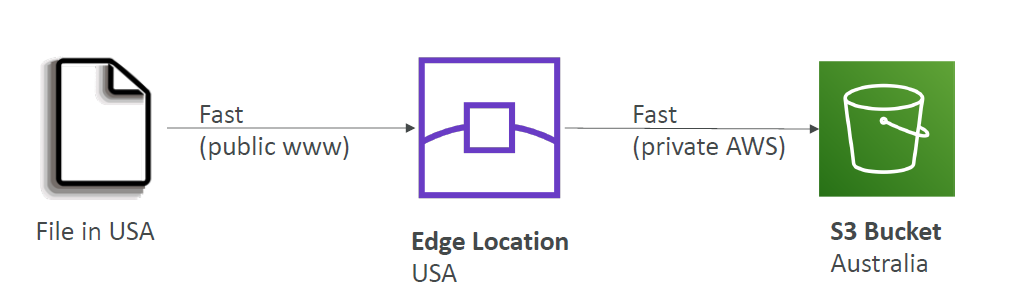 Fast
(public www)
Fast
(private AWS)
File in USA
Edge Location
USA
S3 Bucket
Australia